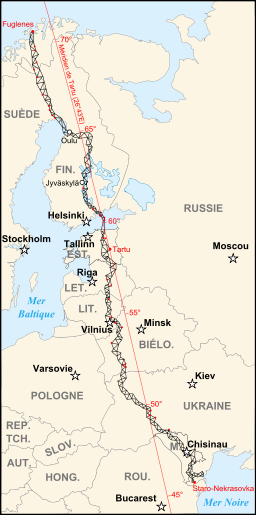 Fuglenes
70°
Méridien de Tartu (26°43'E)
SUÈDE
65°
Oulu
FIN.
Jyväskylä
RUSSIE
Helsinki
60°
Stockholm
Tallinn
EST.
Tartu
Moscou
Riga
LET.
Mer
Baltique
LIT.
55°
Vilnius
Minsk
BIÉLO.
Varsovie
Kiev
POLOGNE
50°
UKRAINE
REP.
TCH.
SLOV.
M.
Chisinau
AUT.
HONG.
ROU.
Staro-Nekrasovka
Bucarest
45°
Mer Noire